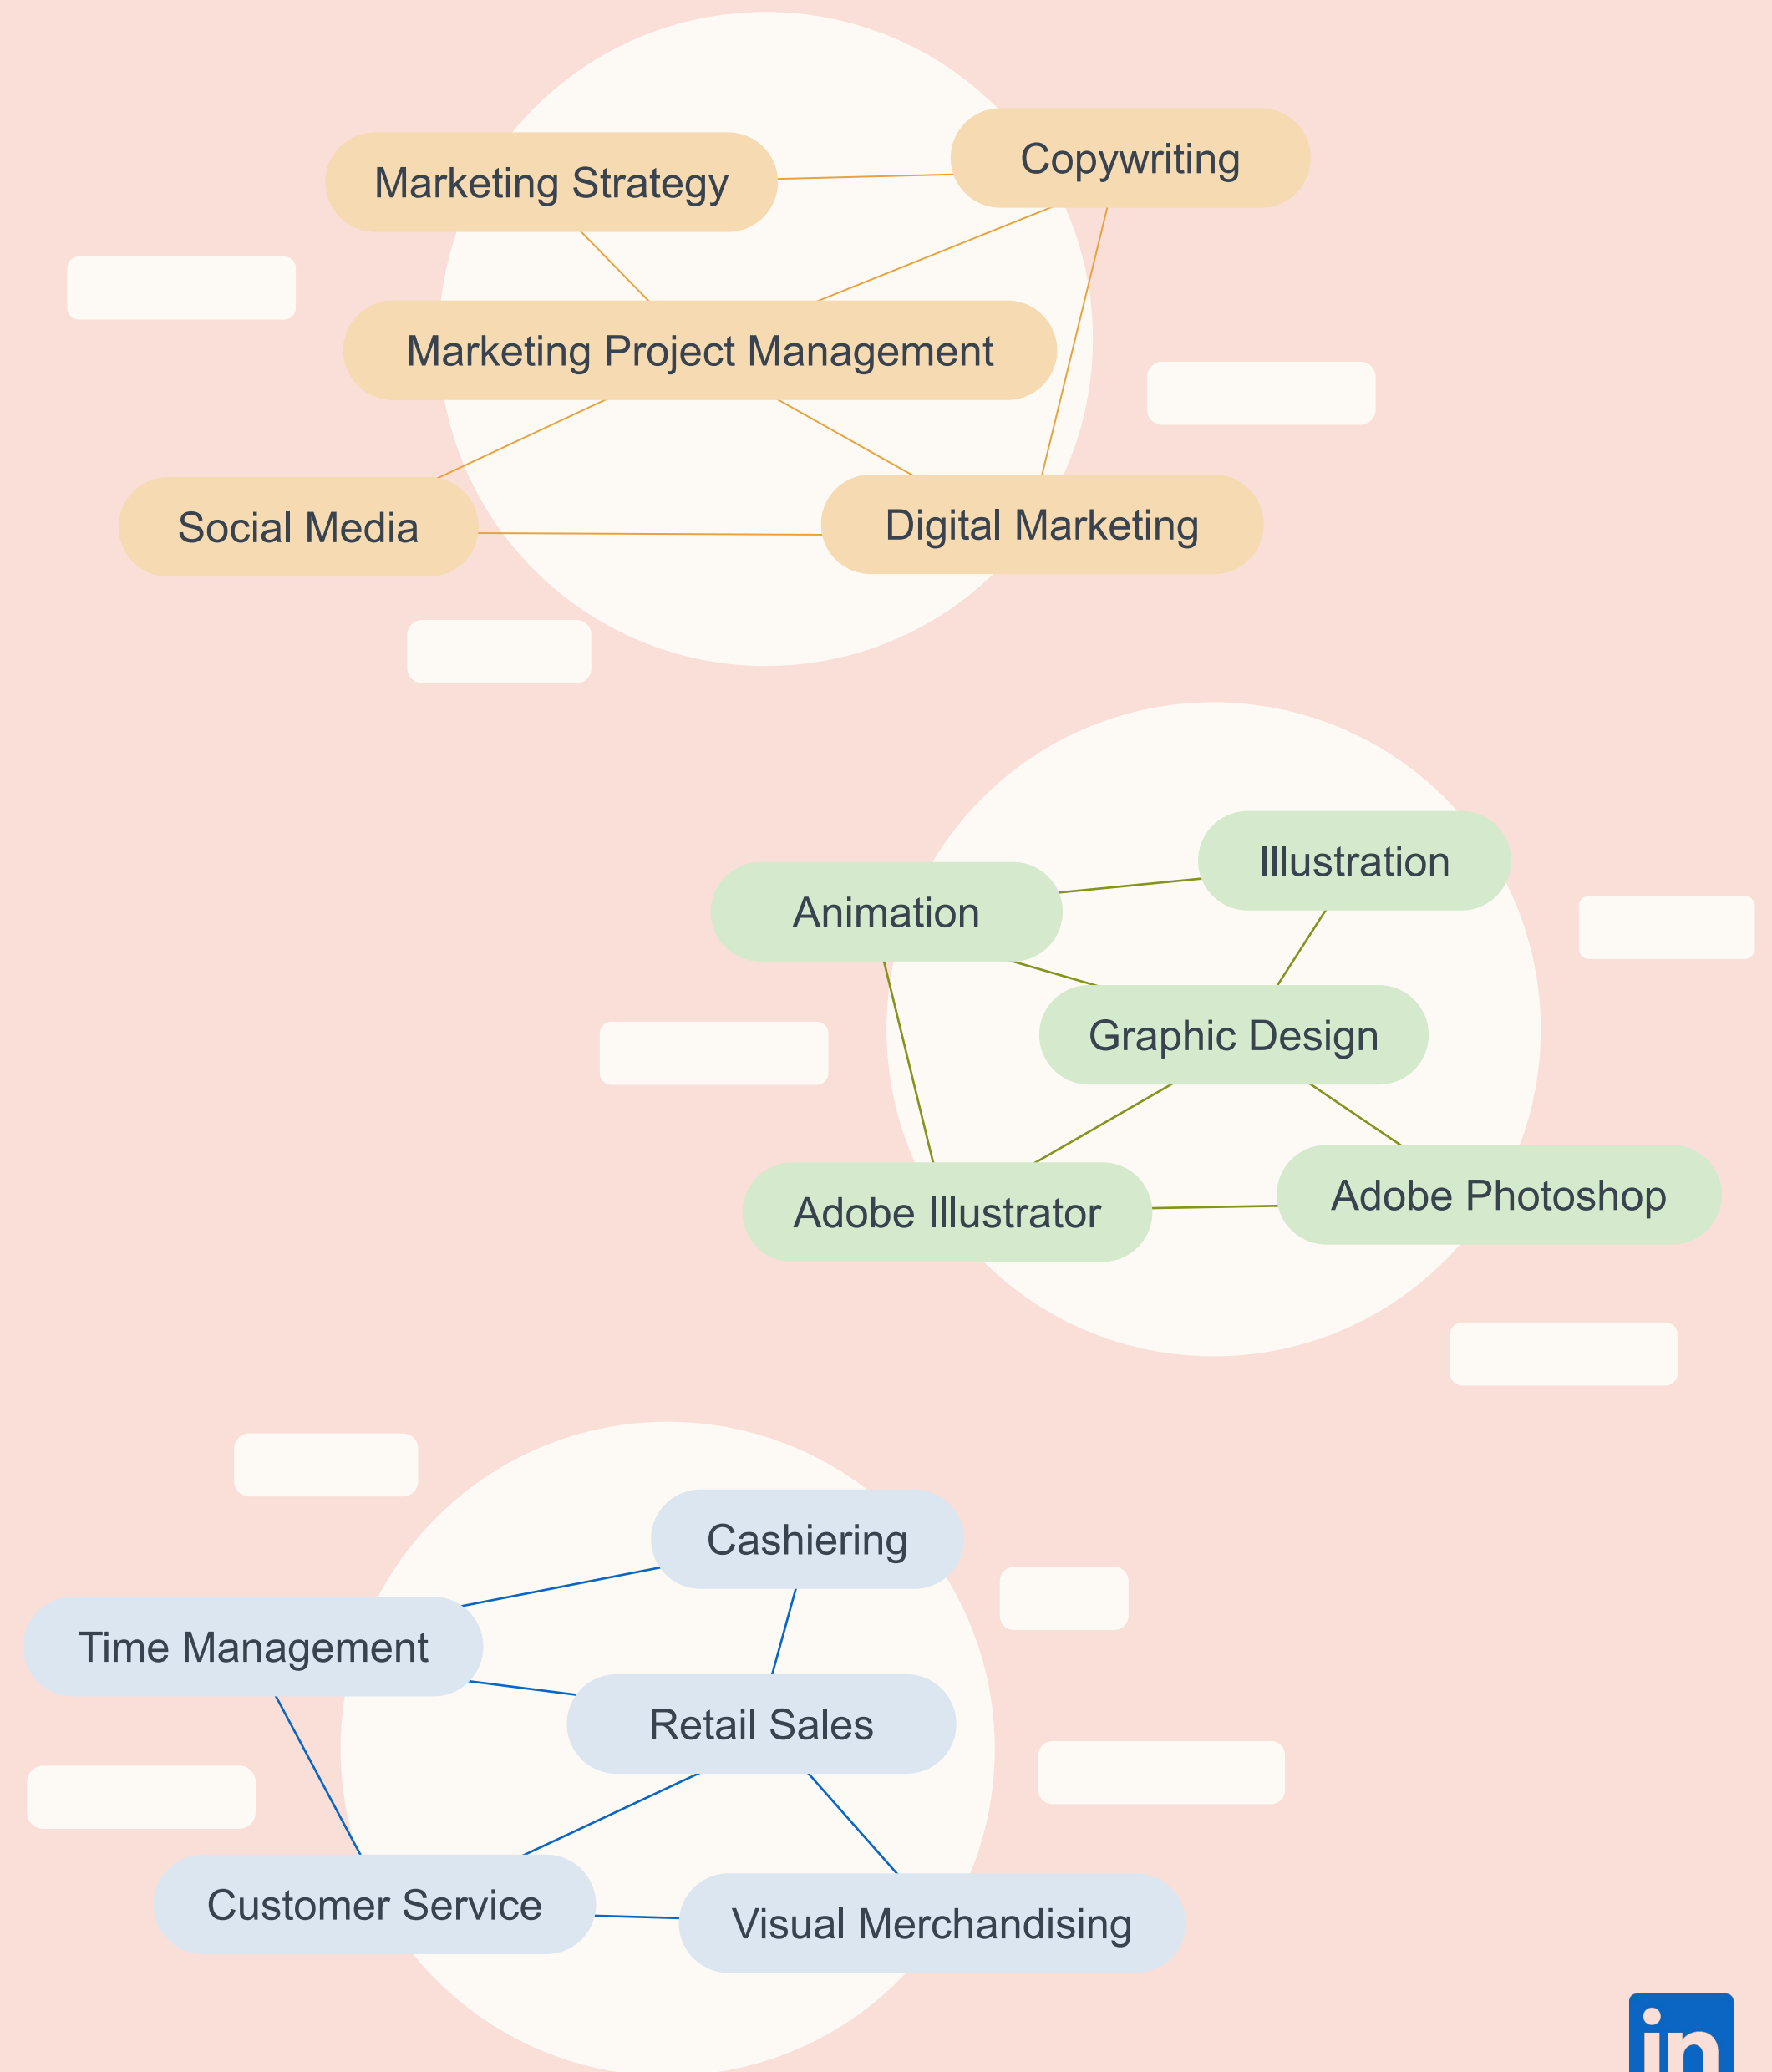 Marketing Strategy
Copywriting
Marketing Project Management
Social Media
Digital Marketing
Illustration
Animation
Graphic Design
Adobe Illustrator
Adobe Photoshop
Cashiering
Time Management
Retail Sales
Customer Service
Visual Merchandising
in